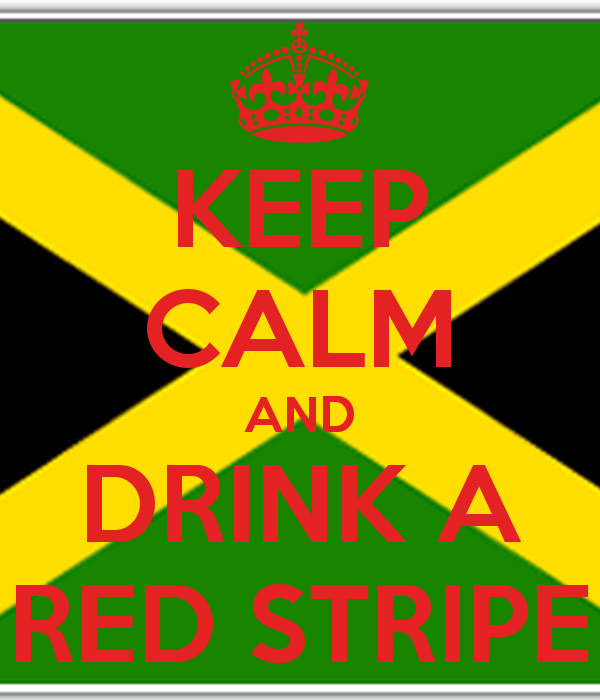 KEEP
CALM
AND
DRINK A
RED STRIPE